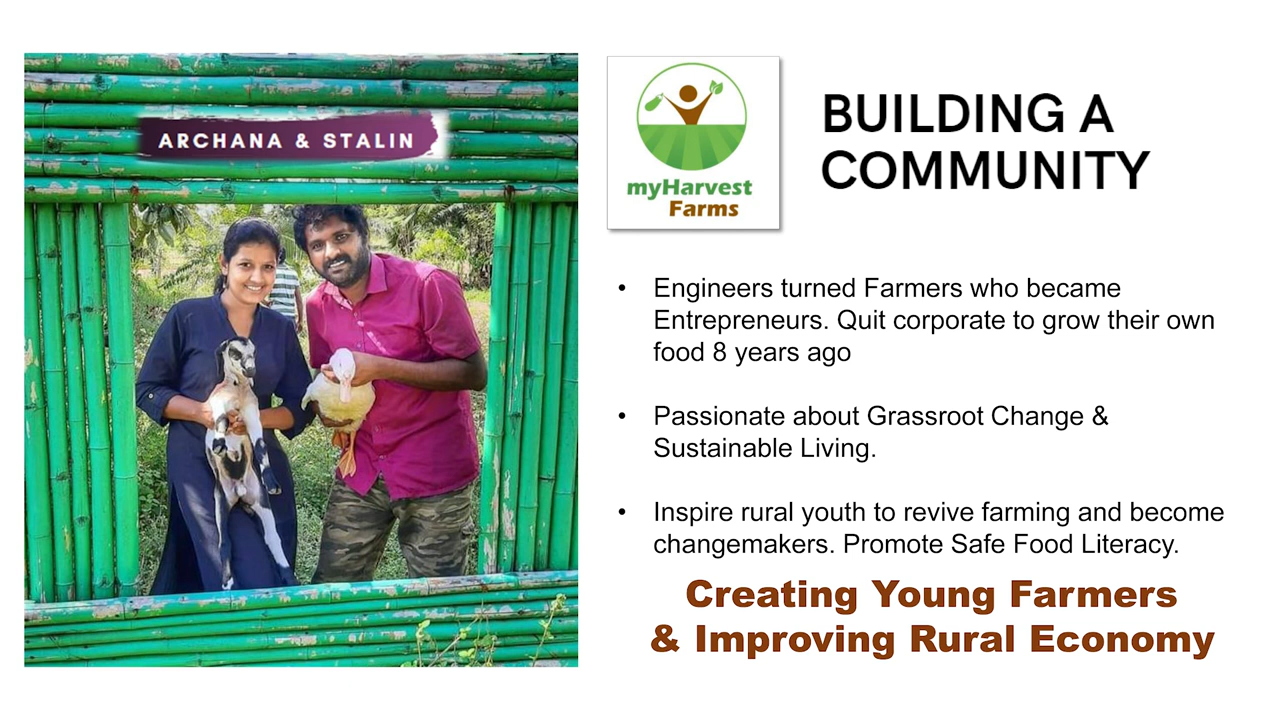 ARCHANA & STALIN
myHarvest
Farms
BUILDING A
COMMUNITY
• Engineers turned Farmers who became
Entrepreneurs. Quit corporate to grow their own
food 8 years ago
• Passionate about Grassroot Change &
Sustainable Living.
• Inspire rural youth to revive farming and become
changemakers. Promote Safe Food Literacy.
Creating Young Farmers
& Improving Rural Economy